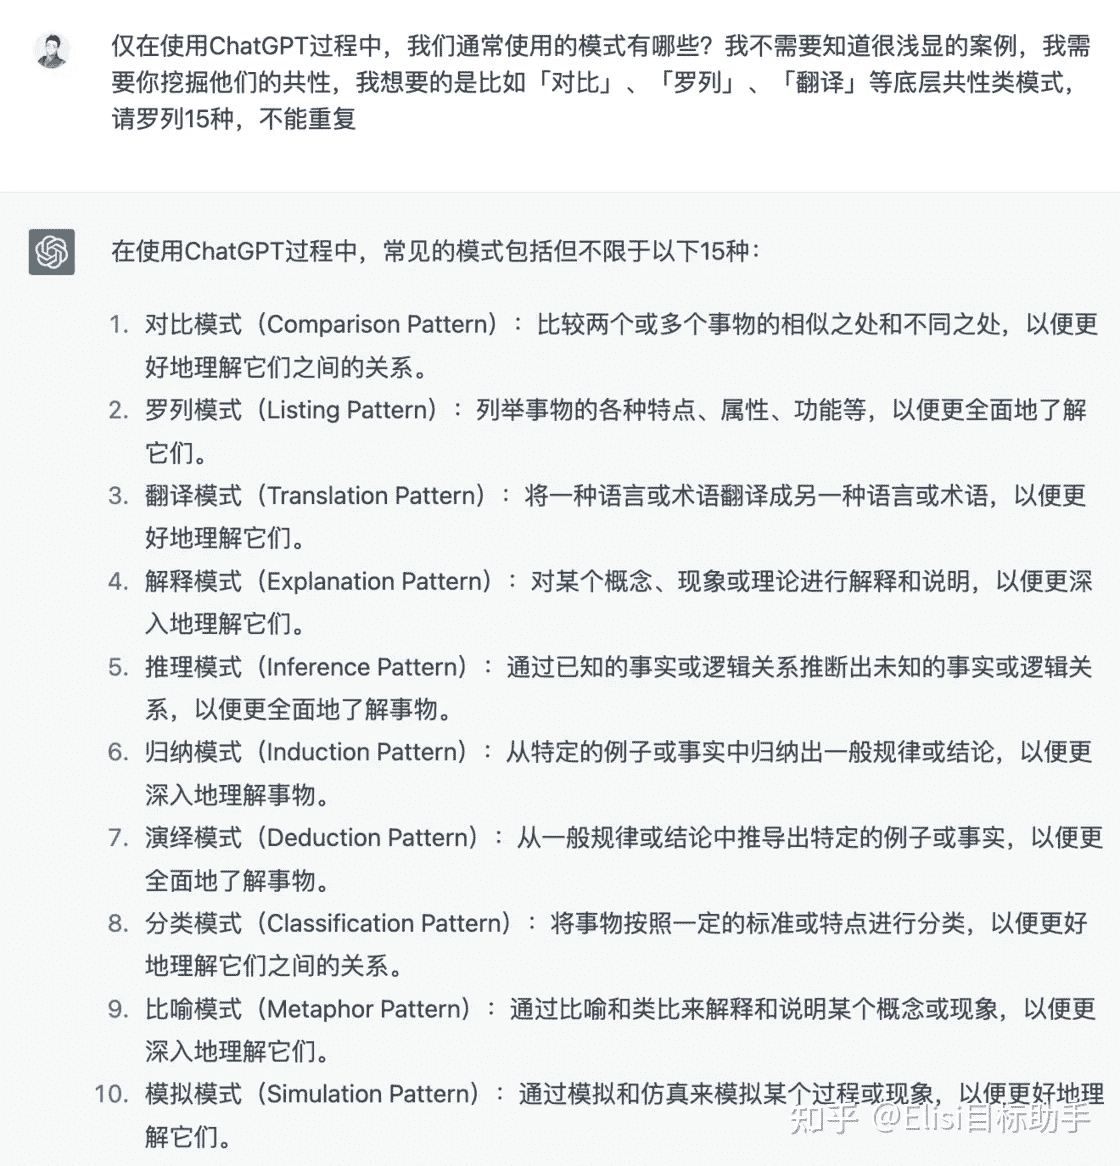 仅在使用ChatGPT过程中，我们通常使用的模式有哪些？我不需要知道很浅显的案例，我需
要你挖掘他们的共性，我想要的是比如「对比」、「罗列」、「翻译」等底层共性类模式，
请罗列15种，不能重复
在使用ChatGPT过程中，常见的模式包括但不限于以下15种：
1. 对比模式（Comparison Pattern）：比较两个或多个事物的相似之处和不同之处，以便更
好地理解它们之间的关系。
2. 罗列模式（Listing Pattern）：列举事物的各种特点、属性、功能等，以便更全面地了解
它们。
3. 翻译模式（Translation Pattern）：将一种语言或术语翻译成另一种语言或术语，以便更
好地理解它们。
4. 解释模式（Explanation Pattern）：对某个概念、现象或理论进行解释和说明，以便更深
入地理解它们。
5. 推理模式（Inference Pattern）：通过已知的事实或逻辑关系推断出未知的事实或逻辑关
系，以便更全面地了解事物。
6. 归纳模式（Induction Pattern）：从特定的例子或事实中归纳出一般规律或结论，以便更
深入地理解事物。
7. 演绎模式（Deduction Pattern）：从一般规律或结论中推导出特定的例子或事实，以便更
全面地了解事物。
8. 分类模式（Classification Pattern）：将事物按照一定的标准或特点进行分类，以便更好
地理解它们之间的关系。
9. 比喻模式（Metaphor Pattern）：通过比喻和类比来解释和说明某个概念或现象，以便更
深入地理解它们。
10. 模拟模式（Simulation Pattern）：通过模拟和仿真来模拟某个过程或现象，以便更好地理
解它们。
知乎 @Elisi目标助手